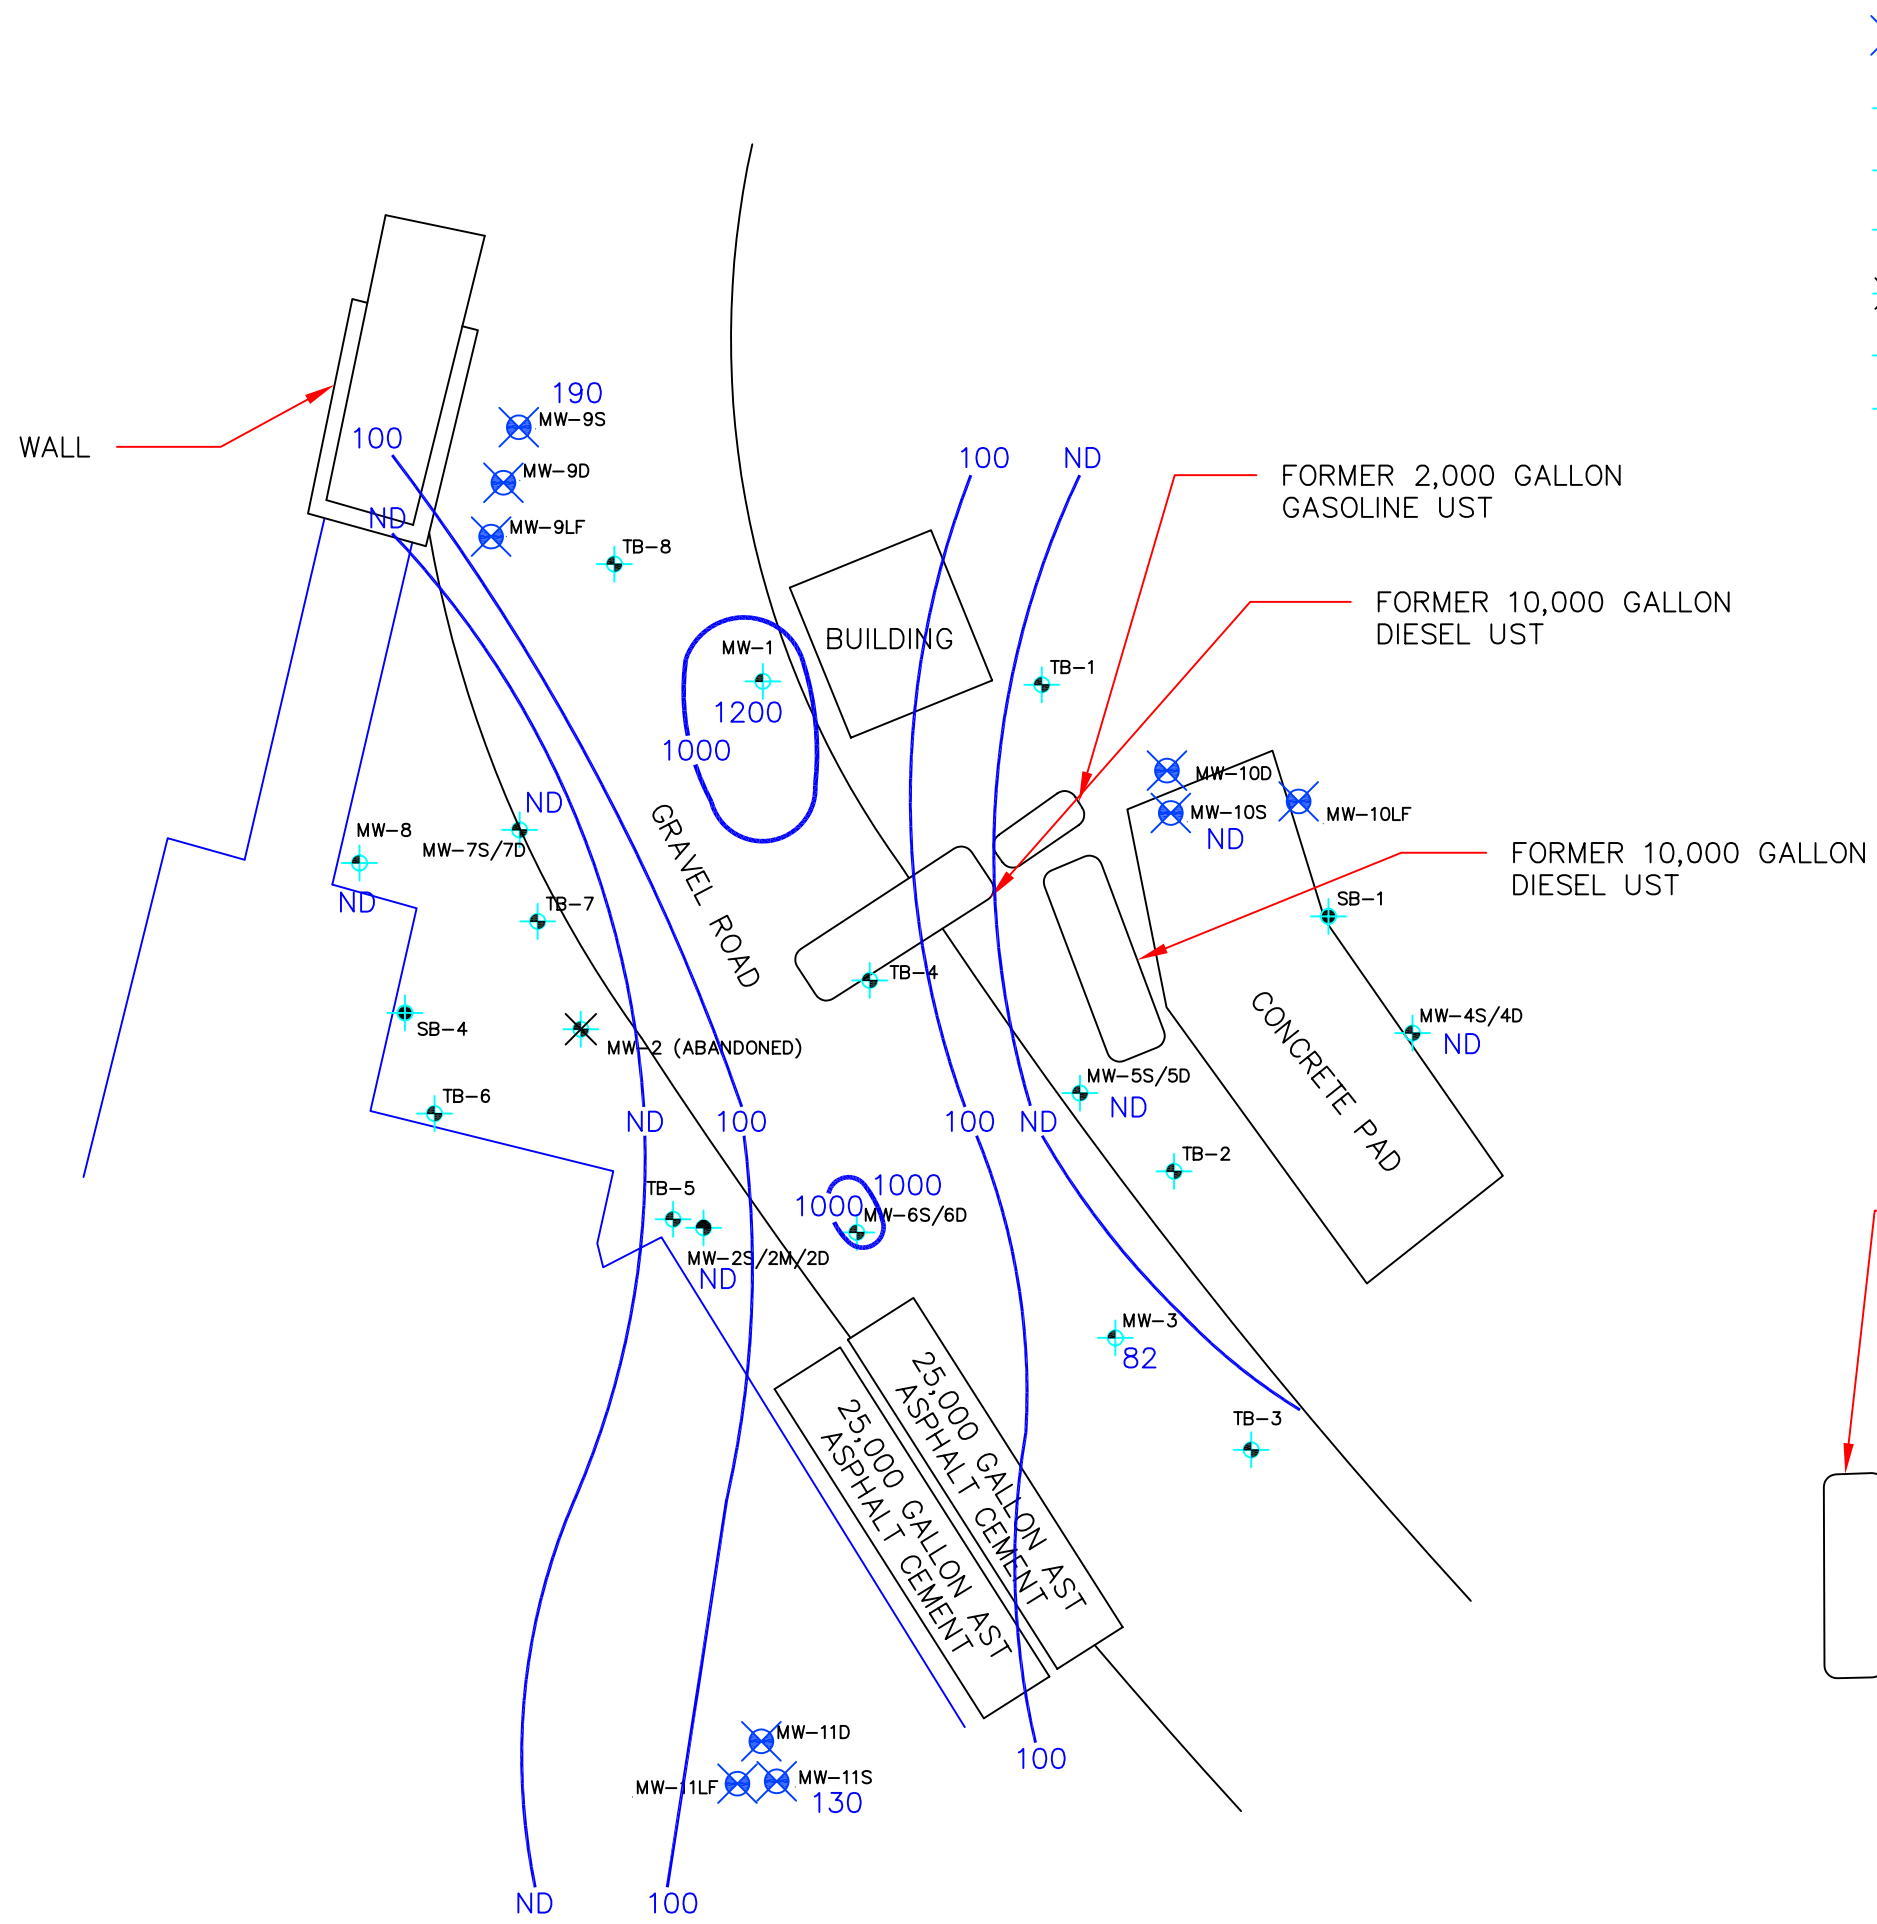 190
MW-9S
100
WALL
MW-9D
100
ND
FORMER 2,000 GALLON
GASOLINE UST
ND
MW-9LF
TB-8
FORMER 10,000 GALLON
DIESEL UST
BUILDING
MW-1
TB-1
1200
1000
MW-10D
ND
MW-10S
MW-10LF
ND
MW-8
MW-7S/7D
GRAVEL ROAD
FORMER 10,000 GALLON
DIESEL UST
ND
TB-7
SB-1
TB-4
SB-4
MW-4S/4D
ND
CONCRETE PAD
MW-2 (ABANDONED)
MW-5S/5D
ND
TB-6
ND
100
100
ND
TB-2
TB-5
1000
1000
MW-6S/6D
MW-2S/2M/2D
ND
MW-3
82
25,000 GALLON AST
ASPHALT CEMENT
25,000 GALLON AST
ASPHALT CEMENT
TB-3
MW-11D
100
MW-11LF
MW-11S
130
ND
100